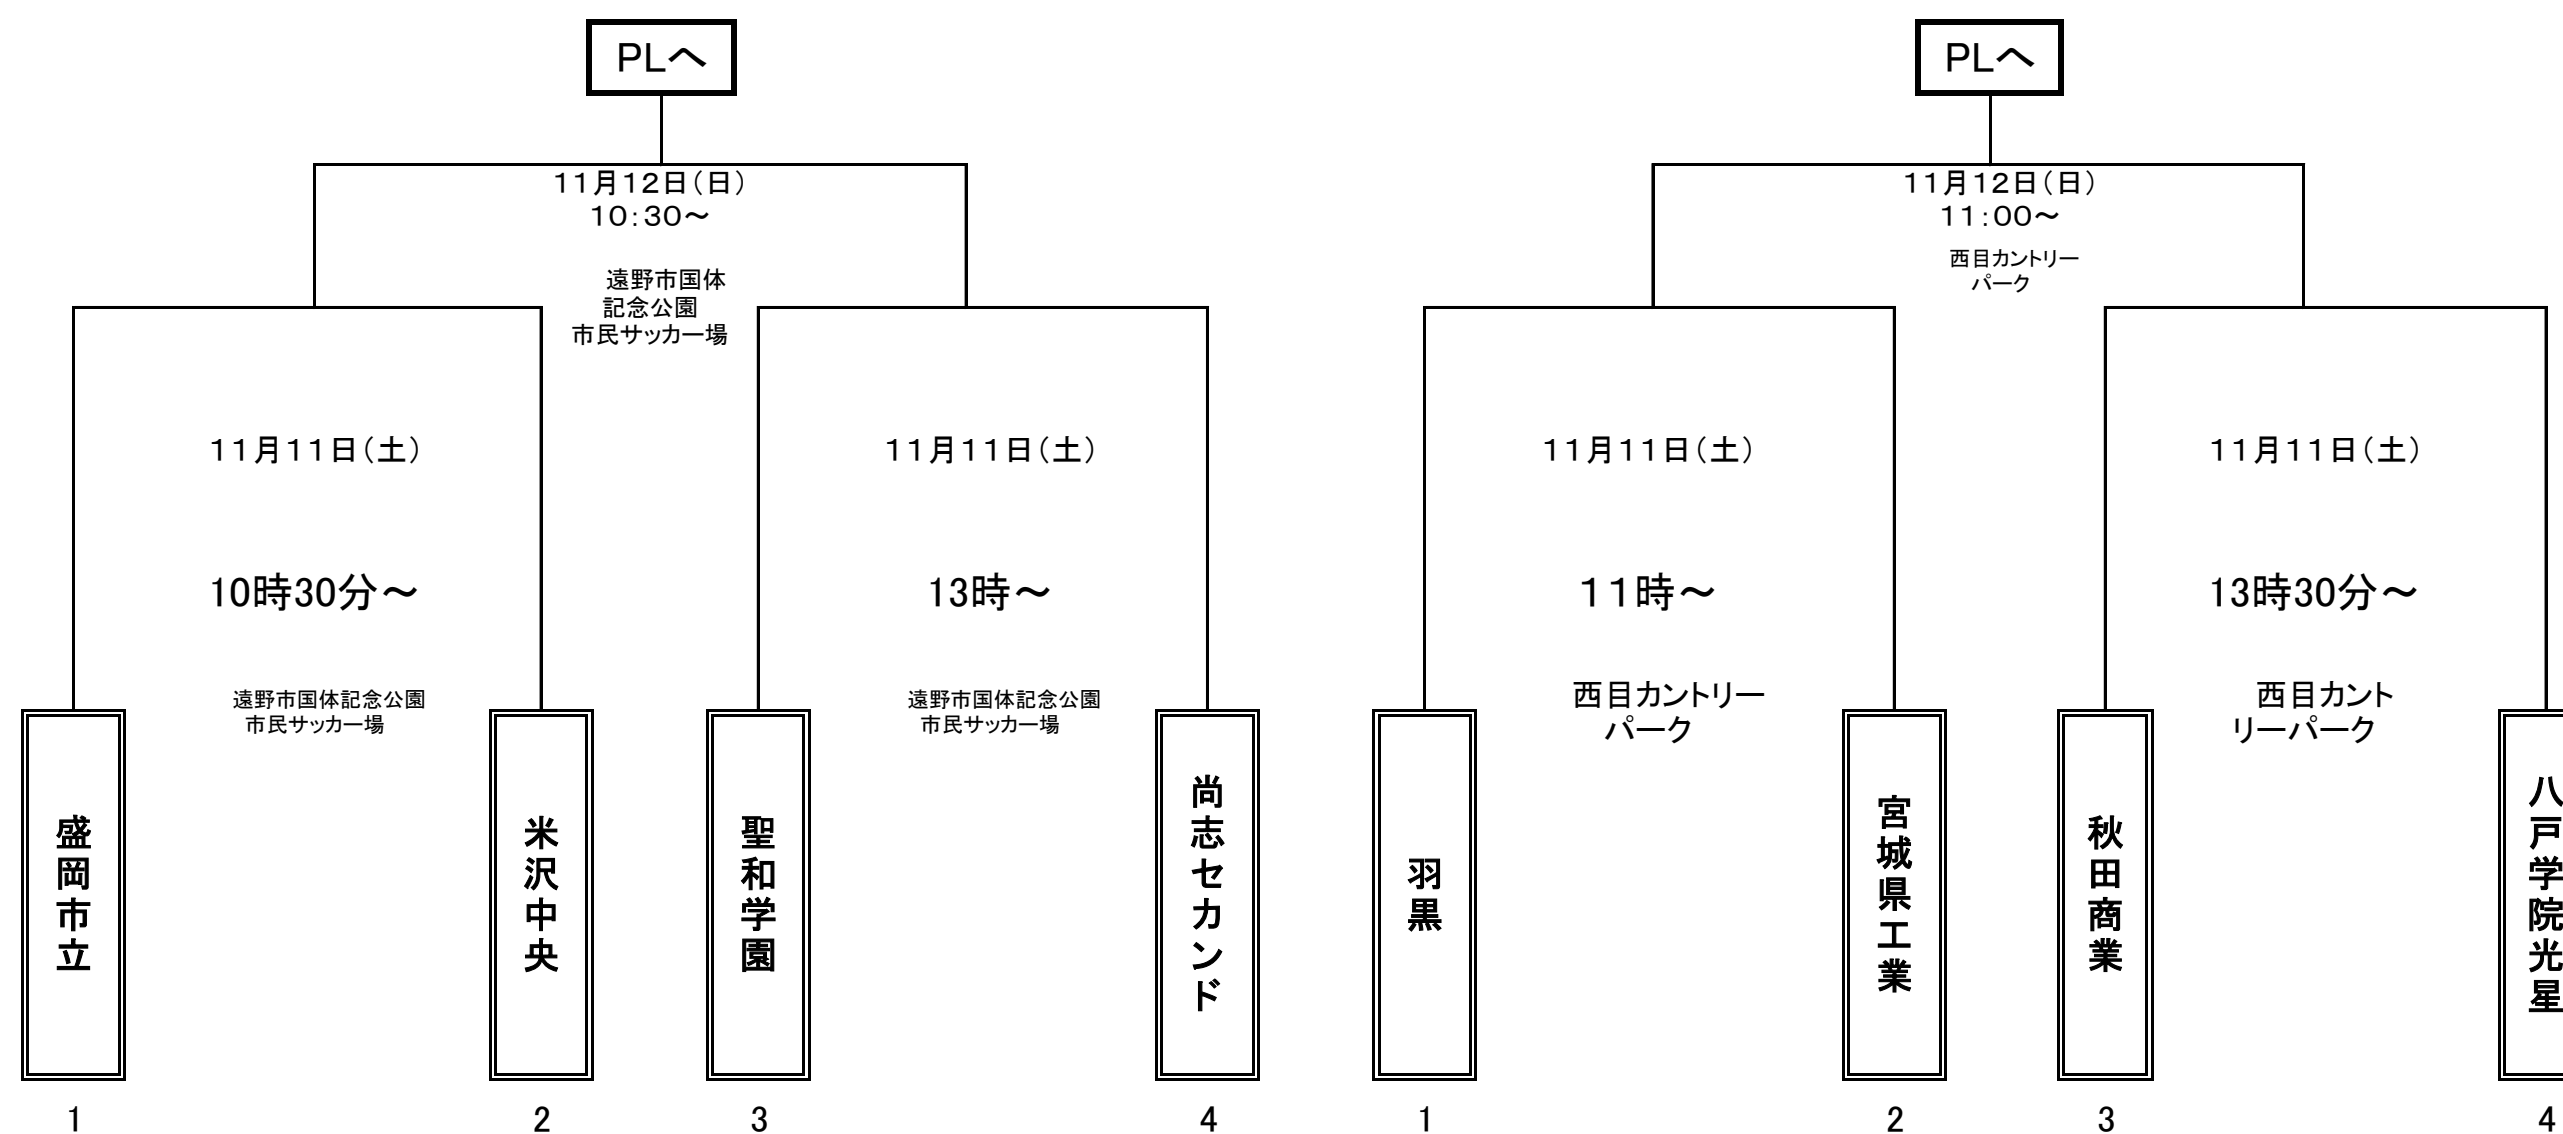 PLへ
PLへ
11月12日(日)
10:30～
遠野市国体
記念公園
市民サッカー場
11月12日(日)
11:00～
西目カントリー
パーク
11月11日(土)
10時30分～
遠野市国体記念公園
市民サッカー場
11月11日(土)
13時～
遠野市国体記念公園
市民サッカー場
11月11日(土)
11時～
西目カントリー
パーク
11月11日(土)
13時30分～
西目カント
リーパーク
盛岡市立
米沢中央
聖和学園
尚志セカンド
羽黒
宮城県工業
秋田商業
八戸学院光星
1
2
3
4
1
2
3
4